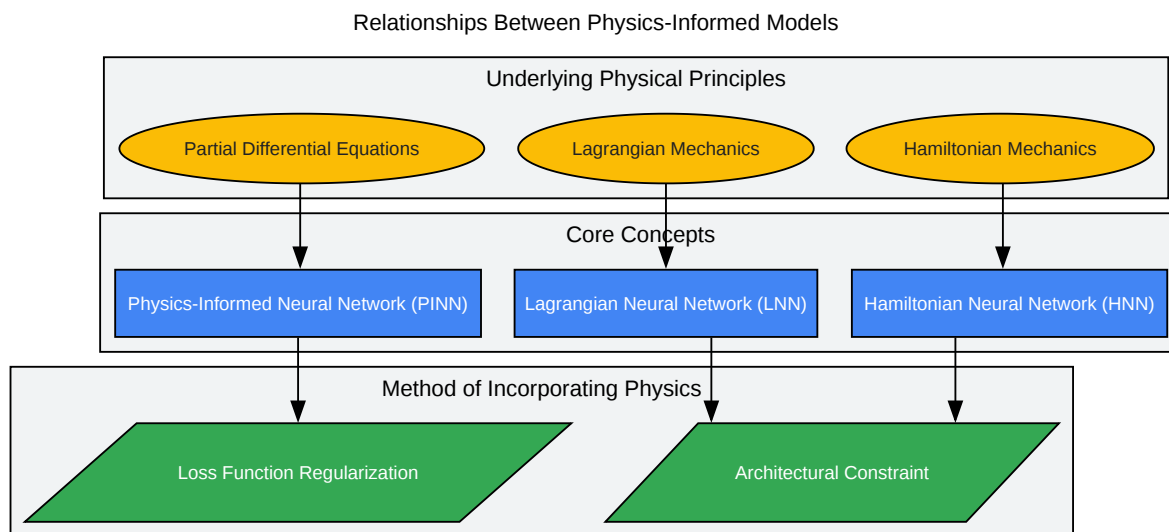 Relationships Between Physics-Informed Models
Underlying Physical Principles
Partial Differential Equations
Lagrangian Mechanics
Hamiltonian Mechanics
Core Concepts
Physics-Informed Neural Network (PINN)
Lagrangian Neural Network (LNN)
Hamiltonian Neural Network (HNN)
Method of Incorporating Physics
Loss Function Regularization
Architectural Constraint